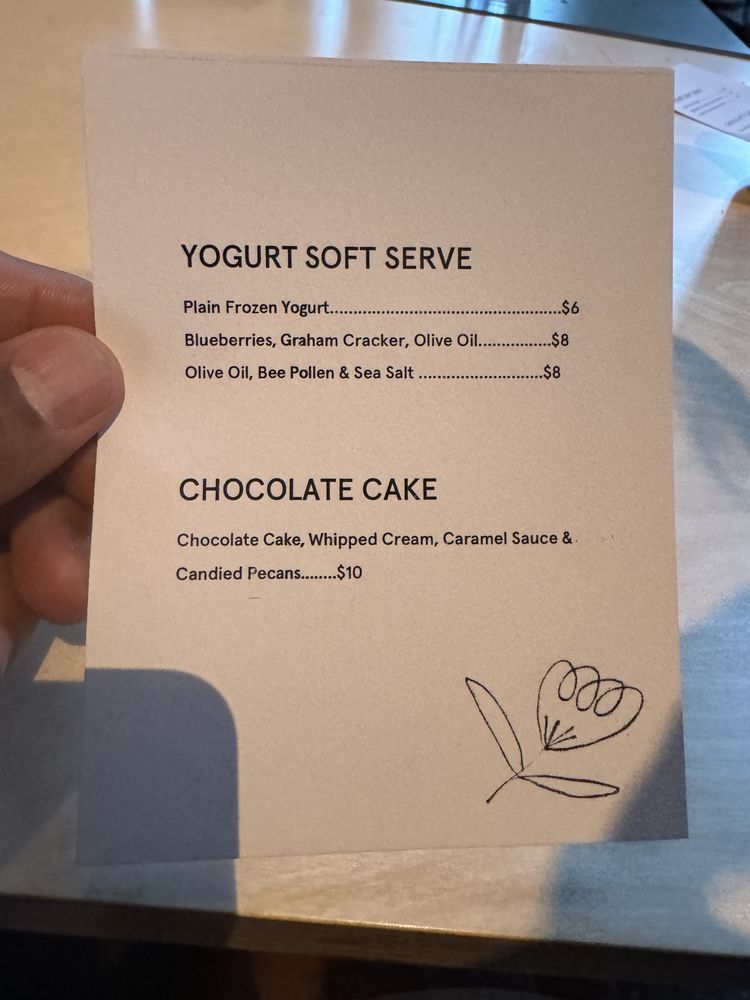 YOGURT SOFT SERVE
Plain Frozen Yogurt.................................................$6
Blueberries, Graham Cracker, Olive Oil...............$8
Olive Oil, Bee Pollen & Sea Salt ..........................$8
CHOCOLATE CAKE
Chocolate Cake, Whipped Cream, Caramel Sauce &
Candied Pecans........$10